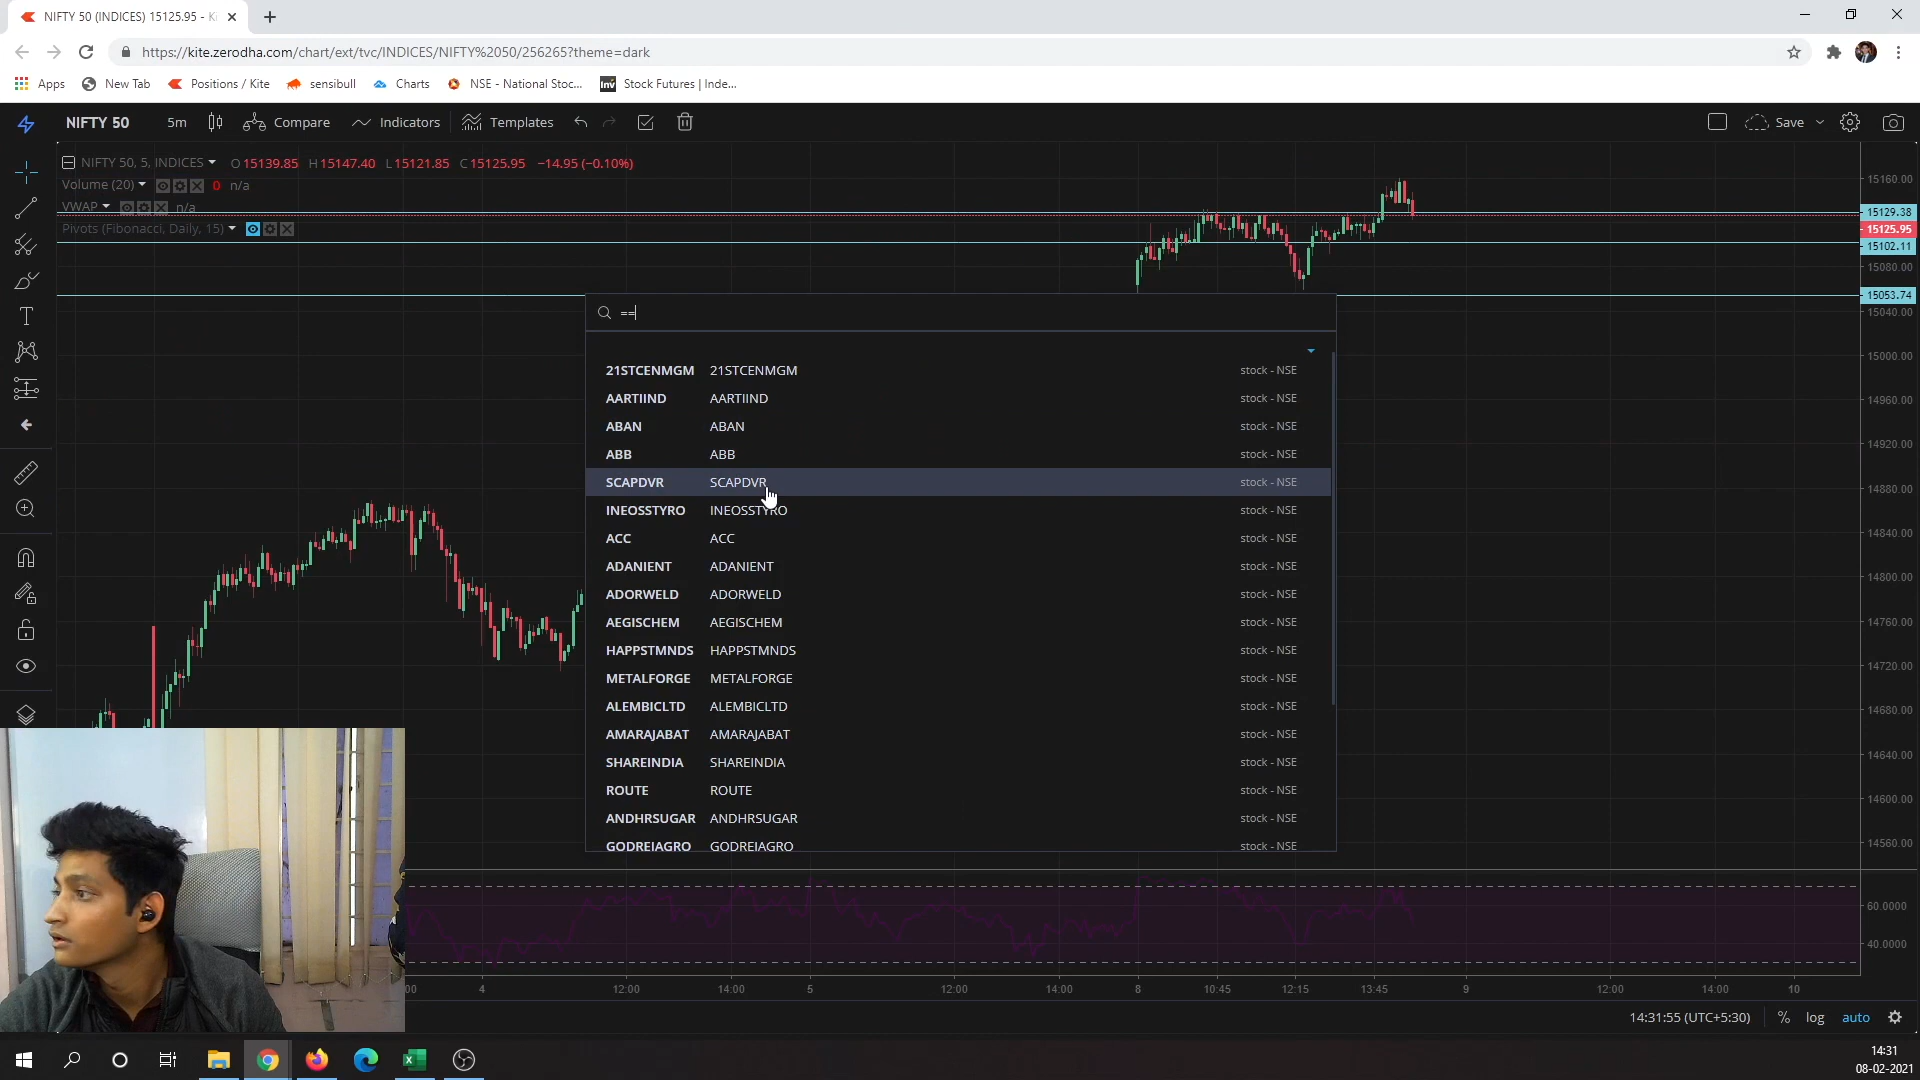 NIFTY 50 (INDICES) 15125.95 - Ki
https://kite.zerodha.com/chart/ext/tvc/INDICES/NIFTY%2050/256265?theme=dark
Apps New Tab Positions / Kite sensibull Charts NSE - National Stoc... Inv Stock Futures | Inde...
NIFTY 50 5m Compare Indicators Templates Save
NIFTY 50, 5, INDICES O15139.85 H15147.40 L15121.85 C15125.95 −14.95 (−0.10%)
Volume (20) 0 n/a
VWAP n/a
Pivots (Fibonacci, Daily, 15)
15160.00
15129.38
15125.95
15102.11
15080.00
15053.74
15040.00
15000.00
14960.00
14920.00
14880.00
14840.00
14800.00
14760.00
14720.00
14680.00
14640.00
14600.00
14560.00
60.0000
40.0000
==
21STCENMGM 21STCENMGM stock - NSE
AARTIIND AARTIIND stock - NSE
ABAN ABAN stock - NSE
ABB ABB stock - NSE
SCAPDVR SCAPDVR stock - NSE
INEOSSTYRO INEOSSTYRO stock - NSE
ACC ACC stock - NSE
ADANIENT ADANIENT stock - NSE
ADORWELD ADORWELD stock - NSE
AEGISCHEM AEGISCHEM stock - NSE
HAPPSTMNDS HAPPSTMNDS stock - NSE
METALFORGE METALFORGE stock - NSE
ALEMBICLTD ALEMBICLTD stock - NSE
AMARAJABAT AMARAJABAT stock - NSE
SHAREINDIA SHAREINDIA stock - NSE
ROUTE ROUTE stock - NSE
ANDHRSUGAR ANDHRSUGAR stock - NSE
GODREJAGRO GODREJAGRO stock - NSE
00 4 12:00 14:00 5 12:00 14:00 8 10:45 12:15 13:45 9 12:00 14:00 10
14:31:55 (UTC+5:30) % log auto
14:31
08-02-2021